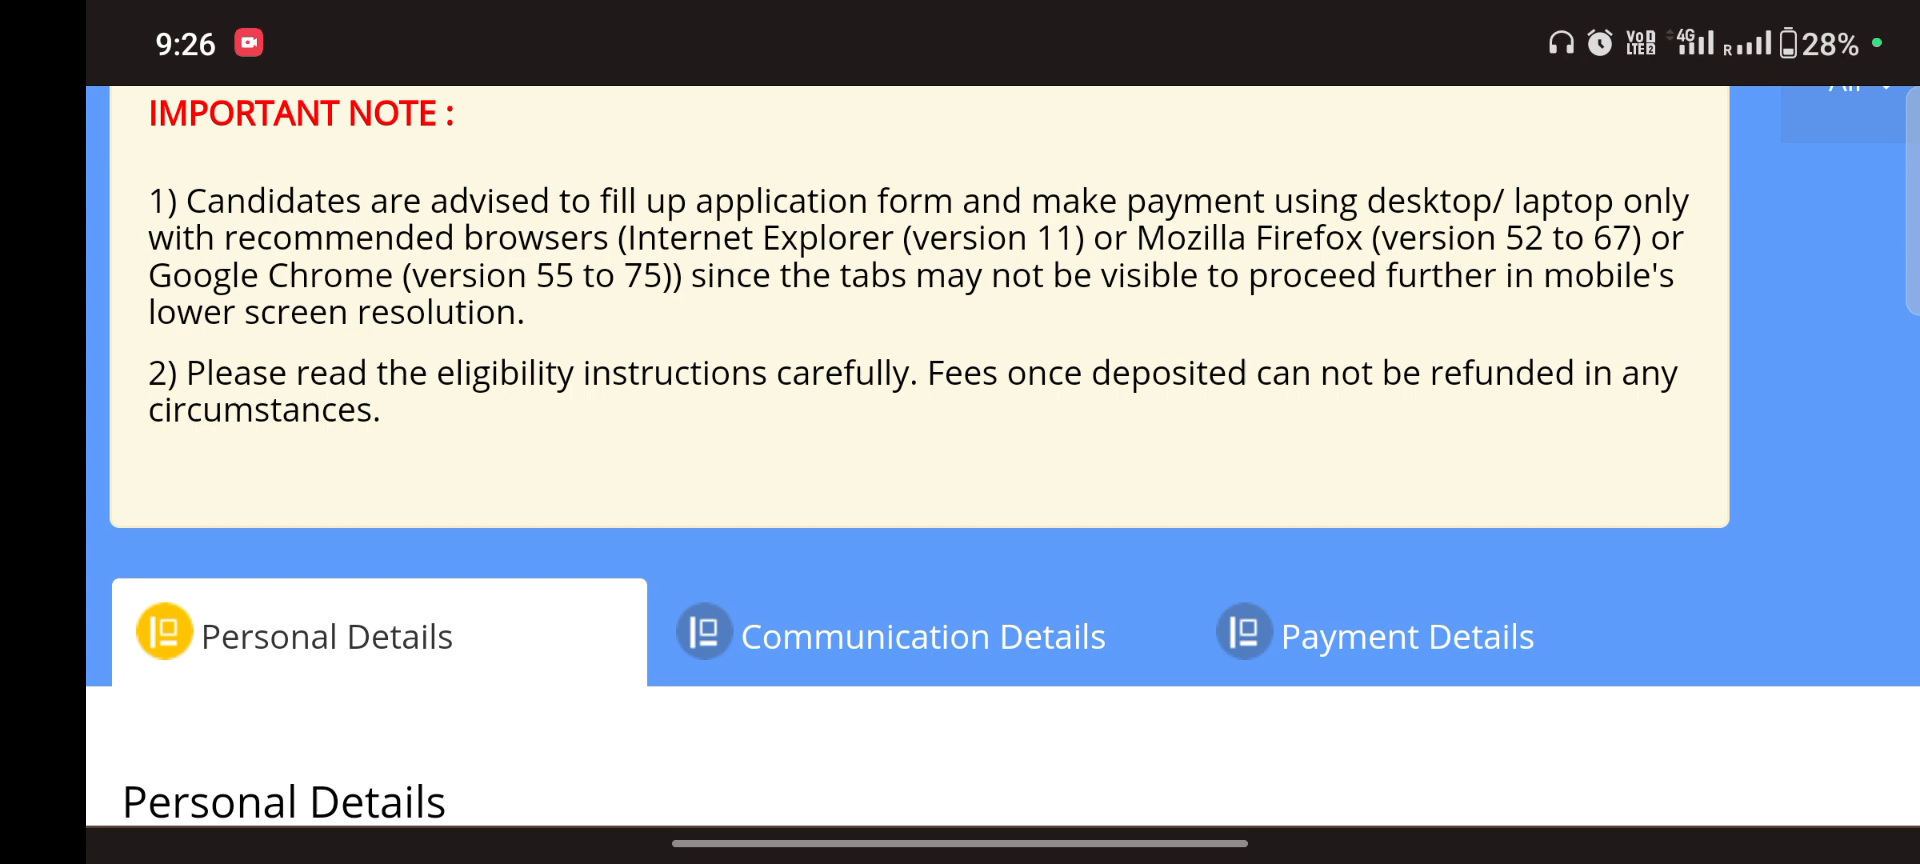 9:26 VoD LTE2 4G R 28%
IMPORTANT NOTE :
1) Candidates are advised to fill up application form and make payment using desktop/ laptop only
with recommended browsers (Internet Explorer (version 11) or Mozilla Firefox (version 52 to 67) or
Google Chrome (version 55 to 75)) since the tabs may not be visible to proceed further in mobile's
lower screen resolution.
2) Please read the eligibility instructions carefully. Fees once deposited can not be refunded in any
circumstances.
Personal Details Communication Details Payment Details
Personal Details